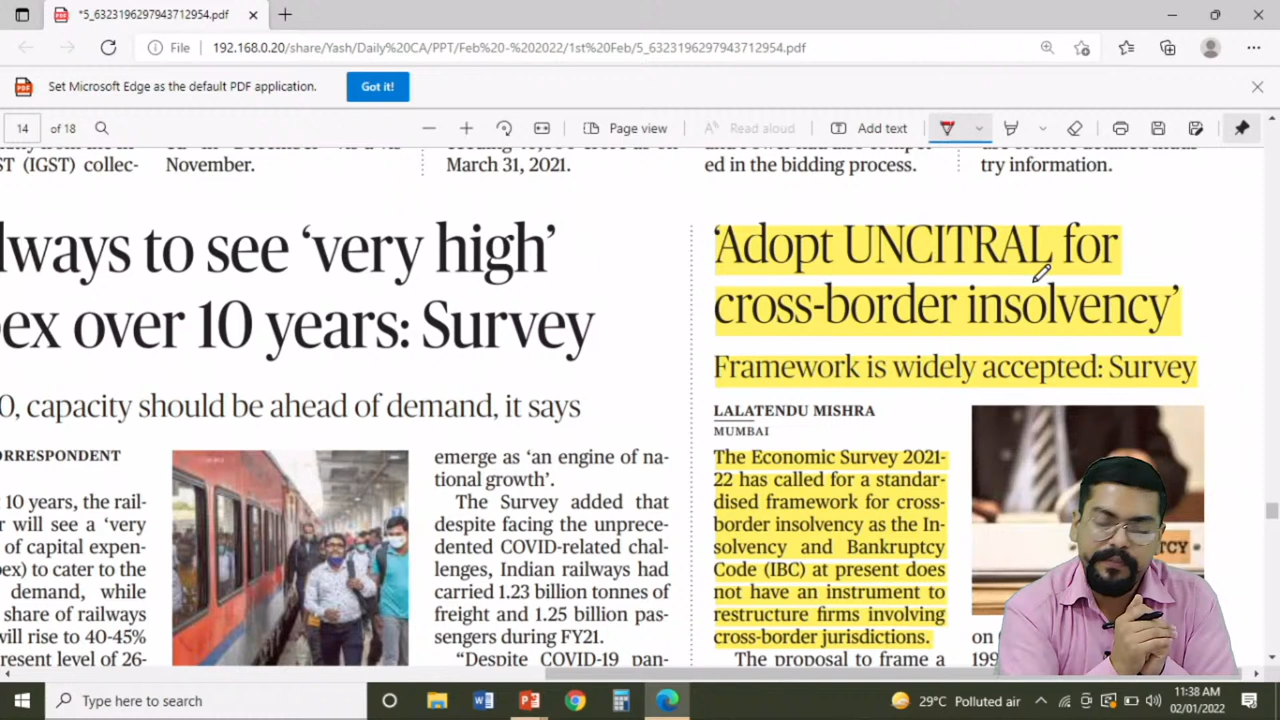 *5_6323196297943712954.pdf
File 192.168.0.20/share/Yash/Daily%20CA/PPT/Feb%20-%202022/1st%20Feb/5_6323196297943712954.pdf
PDF Set Microsoft Edge as the default PDF application. Got it!
14 of 18 Page view Read aloud Add text
ST (IGST) collec-
November.
March 31, 2021.
ed in the bidding process.
try information.
lways to see ‘very high’
pex over 10 years: Survey
0, capacity should be ahead of demand, it says
ORRESPONDENT
10 years, the rail-
r will see a ‘very
of capital expen-
pex) to cater to the
demand, while
share of railways
will rise to 40-45%
present level of 26-
emerge as ‘an engine of na-
tional growth’.
The Survey added that
despite facing the unprece-
dented COVID-related chal-
lenges, Indian railways had
carried 1.23 billion tonnes of
freight and 1.25 billion pas-
sengers during FY21.
“Despite COVID-19 pan-
‘Adopt UNCITRAL for
cross-border insolvency’
Framework is widely accepted: Survey
LALATENDU MISHRA
MUMBAI
The Economic Survey 2021-
22 has called for a standar-
dised framework for cross-
border insolvency as the In-
solvency and Bankruptcy
Code (IBC) at present does
not have an instrument to
restructure firms involving
cross-border jurisdictions.
The proposal to frame a
TCY
on
199
Type here to search
29°C Polluted air
11:38 AM
02/01/2022